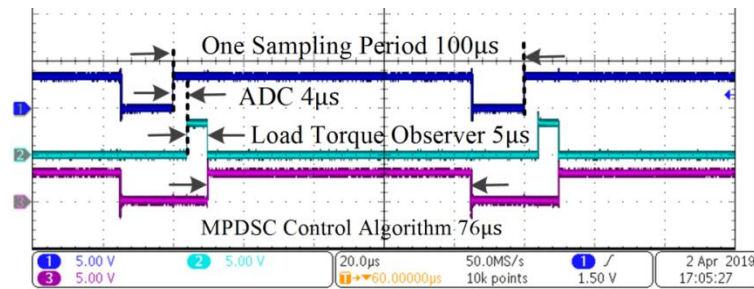 One Sampling Period 100μs
ADC 4μs
1
Load Torque Observer 5μs
2
3
MPDSC Control Algorithm 76μs
1 5.00 V 2 5.00 V 20.0μs 50.0MS/s 1 2 Apr 2019
3 5.00 V T→▼60.00000μs 10k points 1.50 V 17:05:27